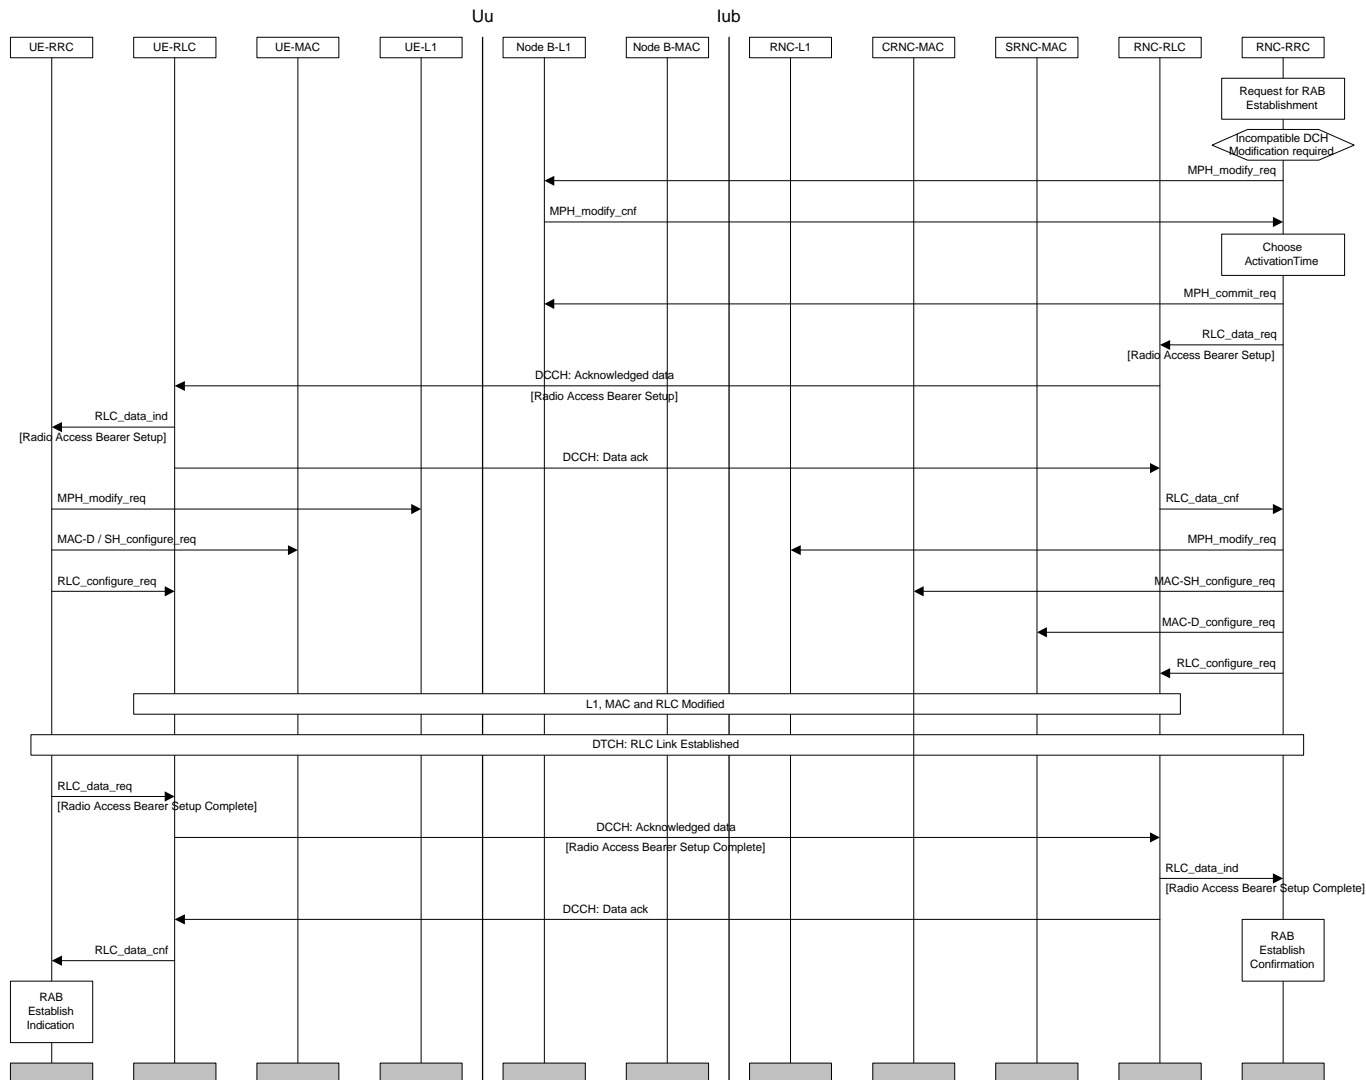 Uu
Iub
UE-RRC
UE-RLC
UE-MAC
UE-L1
Node B-L1
Node B-MAC
RNC-L1
CRNC-MAC
SRNC-MAC
RNC-RLC
RNC-RRC
Request for RAB
Establishment
Incompatible DCH
Modification required
MPH_modify_req
MPH_modify_cnf
Choose
ActivationTime
MPH_commit_req
RLC_data_req
[Radio Access Bearer Setup]
DCCH: Acknowledged data
[Radio Access Bearer Setup]
RLC_data_ind
[Radio Access Bearer Setup]
DCCH: Data ack
MPH_modify_req
RLC_data_cnf
MAC-D / SH_configure_req
MPH_modify_req
RLC_configure_req
MAC-SH_configure_req
MAC-D_configure_req
RLC_configure_req
L1, MAC and RLC Modified
DTCH: RLC Link Established
RLC_data_req
[Radio Access Bearer Setup Complete]
DCCH: Acknowledged data
[Radio Access Bearer Setup Complete]
RLC_data_ind
[Radio Access Bearer Setup Complete]
DCCH: Data ack
RAB
Establish
Confirmation
RLC_data_cnf
RAB
Establish
Indication